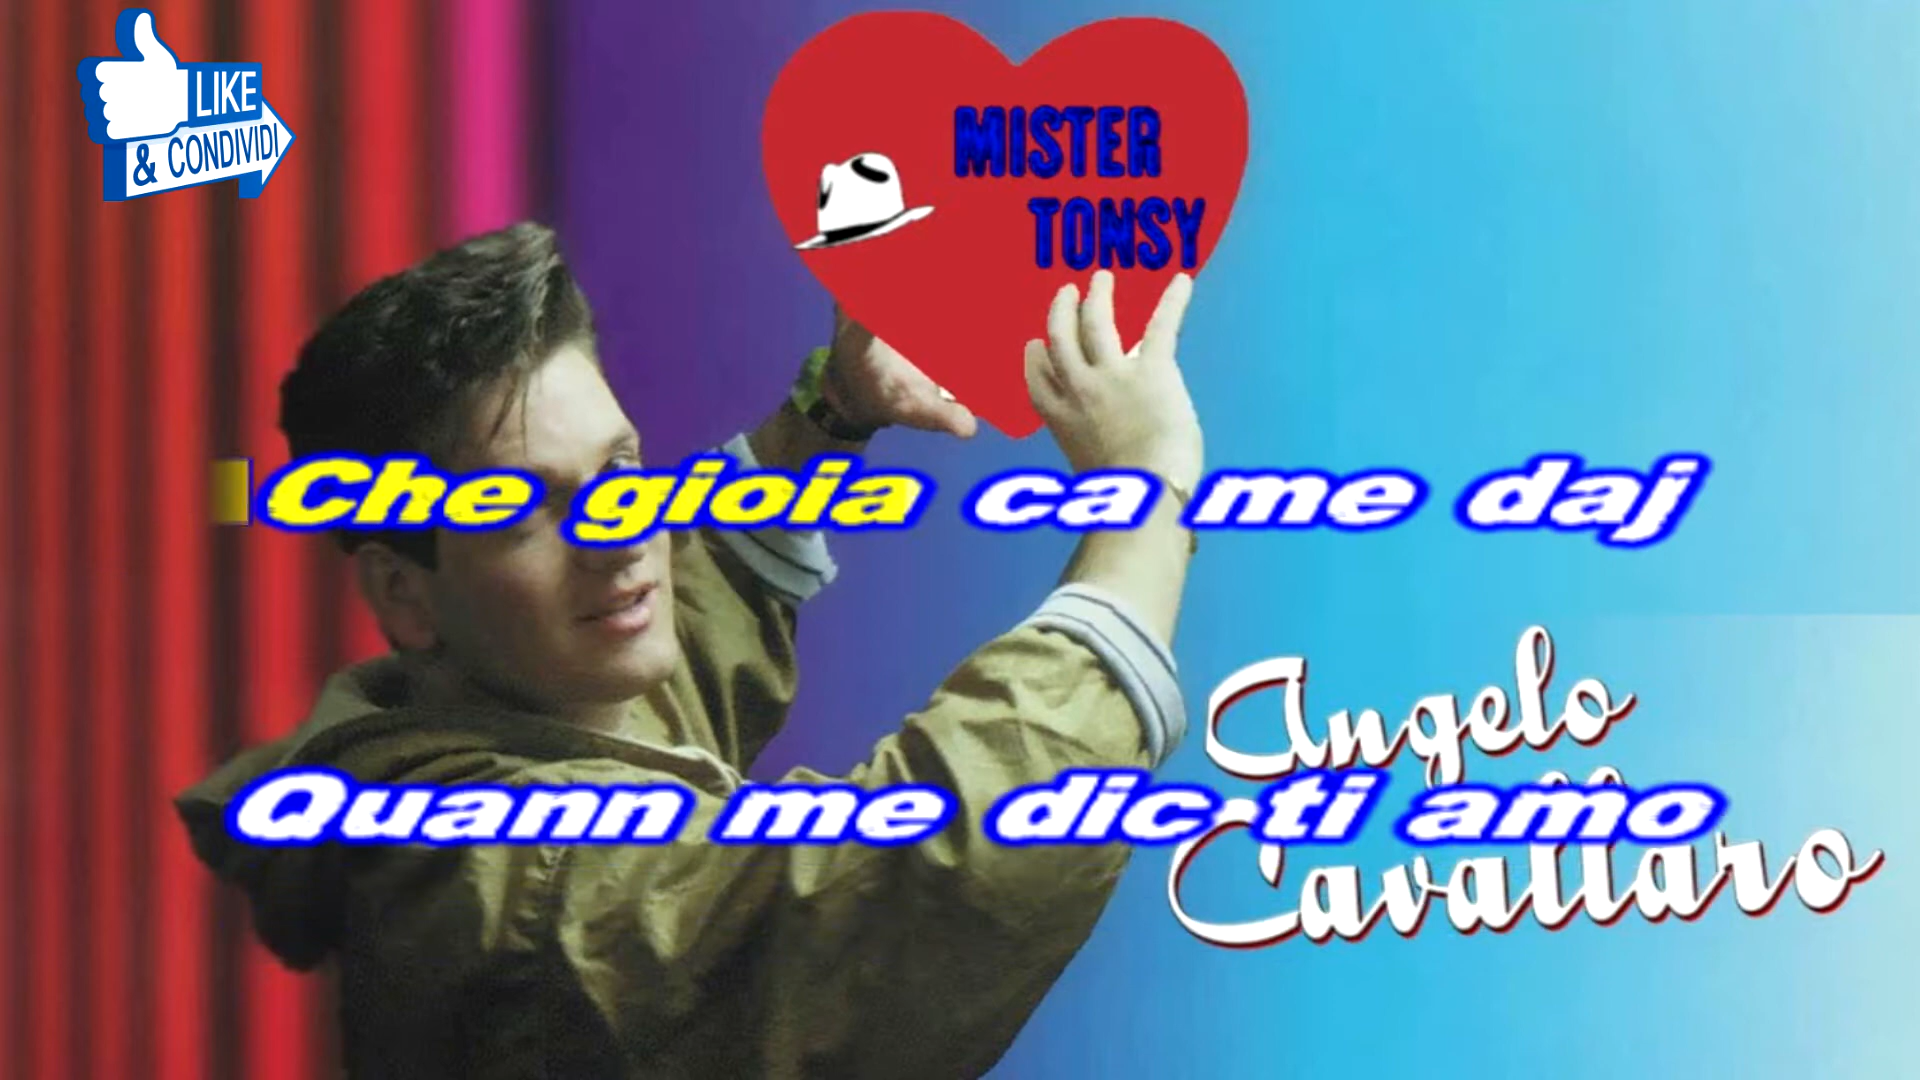 LIKE
& CONDIVIDI
MISTER
TONSY
Che gioia ca me daj
Angelo
Quann me dic ti amo
Cavallaro